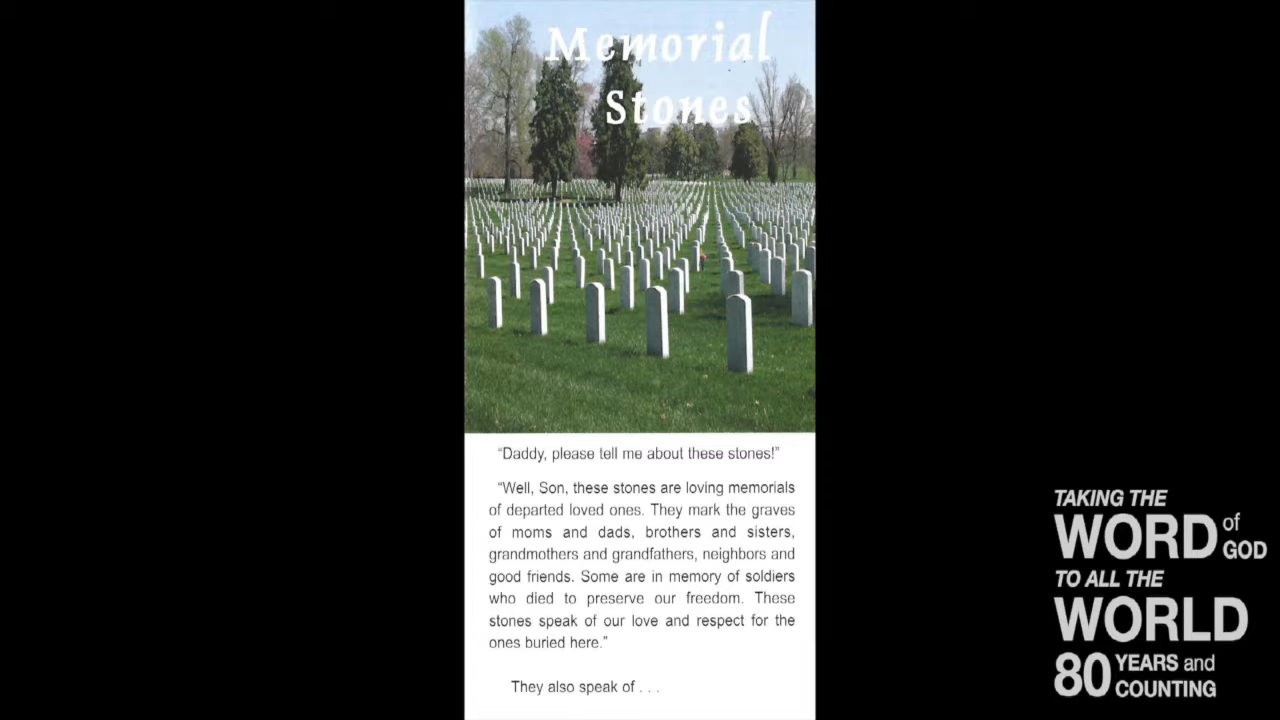 Memorial
Stones
“Daddy, please tell me about these stones!”
“Well, Son, these stones are loving memorials
of departed loved ones. They mark the graves
of moms and dads, brothers and sisters,
grandmothers and grandfathers, neighbors and
good friends. Some are in memory of soldiers
who died to preserve our freedom. These
stones speak of our love and respect for the
ones buried here.”
They also speak of . . .
TAKING THE
WORD of GOD
TO ALL THE
WORLD
80 YEARS and
COUNTING